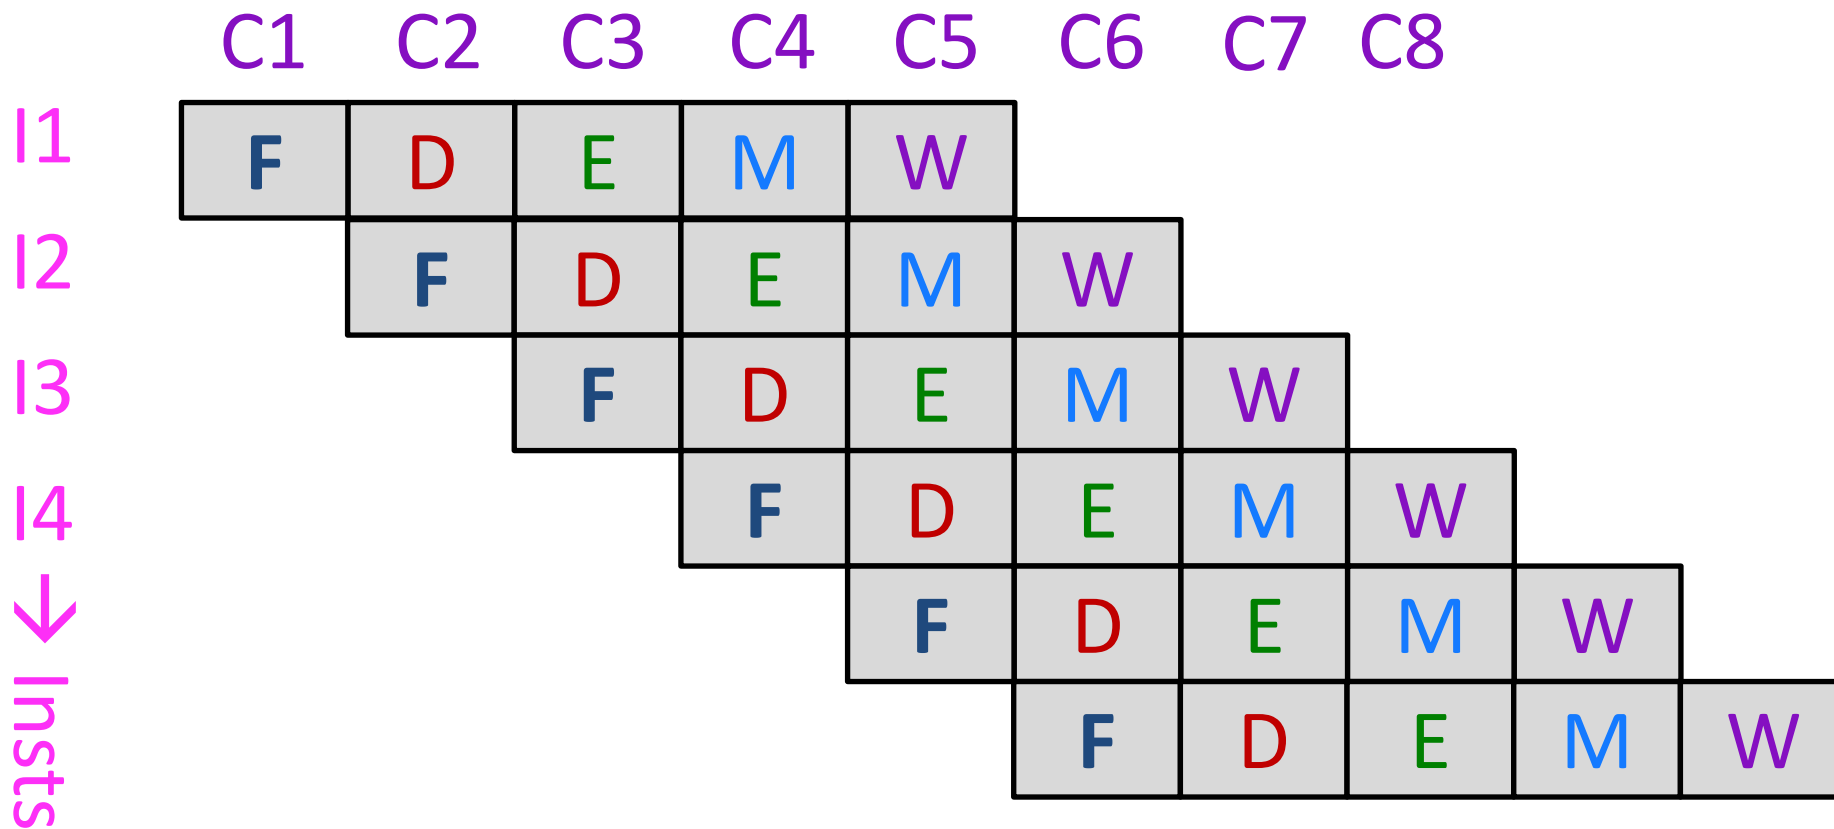 C1 C2 C3 C4 C5 C6 C7 C8
I1 F D E M W
I2 F D E M W
I3 F D E M W
I4 F D E M W
→ Insts F D E M W
F D E M W